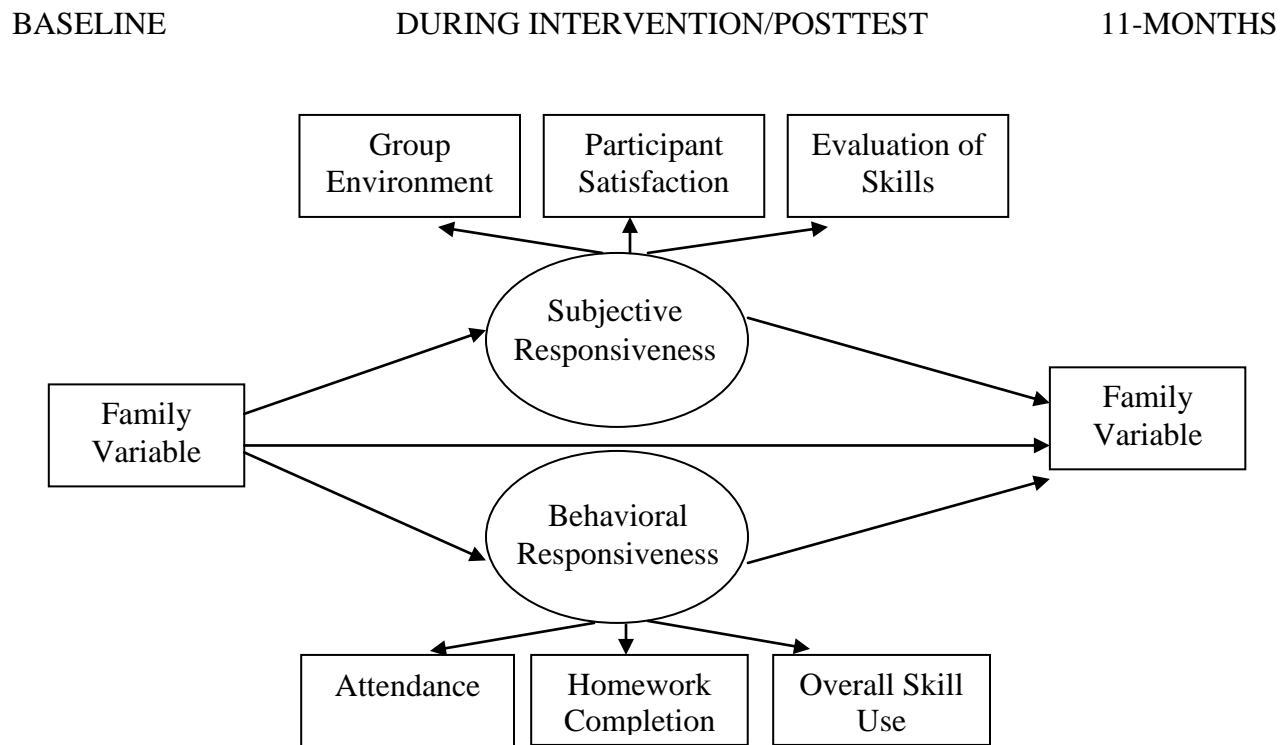 BASELINE DURING INTERVENTION/POSTTEST 11-MONTHS
Group
Environment
Participant
Satisfaction
Evaluation of
Skills
Subjective
Responsiveness
Family
Variable
Family
Variable
Behavioral
Responsiveness
Attendance
Homework
Completion
Overall Skill
Use